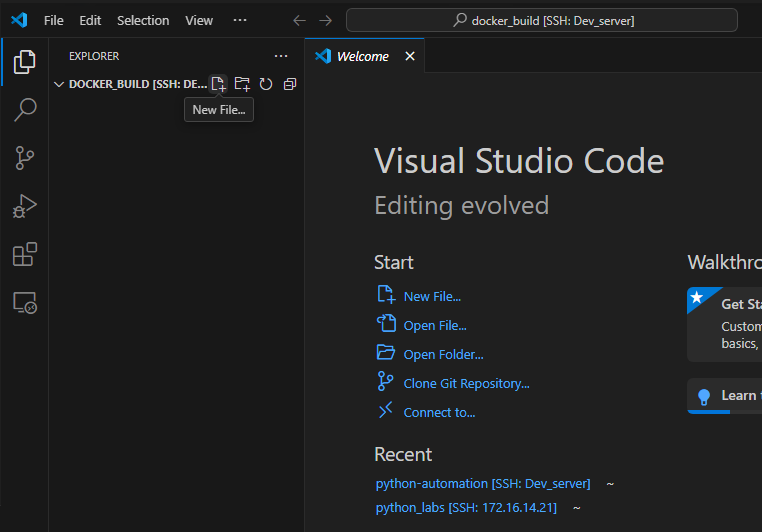 File Edit Selection View ... docker_build [SSH: Dev_server]
EXPLORER ...
Welcome
DOCKER_BUILD [SSH: DE...
New File...
Visual Studio Code
Editing evolved
Start
New File...
Open File...
Open Folder...
Clone Git Repository...
Connect to...
Recent
python-automation [SSH: Dev_server] ~
python_labs [SSH: 172.16.14.21] ~
Walkthro
Get Sta
Custom
basics,
Learn